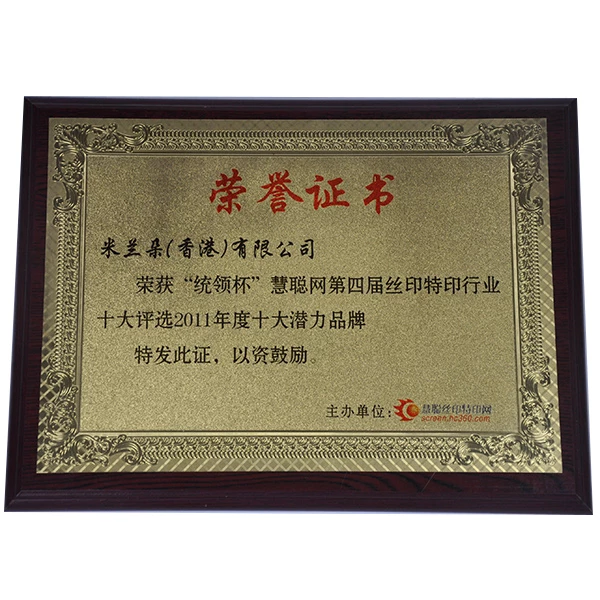 荣誉证书
米兰朵(香港)有限公司
荣获“统领杯”慧聪网第四届丝印特印行业
十大评选2011年度十大潜力品牌
特发此证，以资鼓励。
主办单位: 慧聪丝印特印网
screen.hc360.com